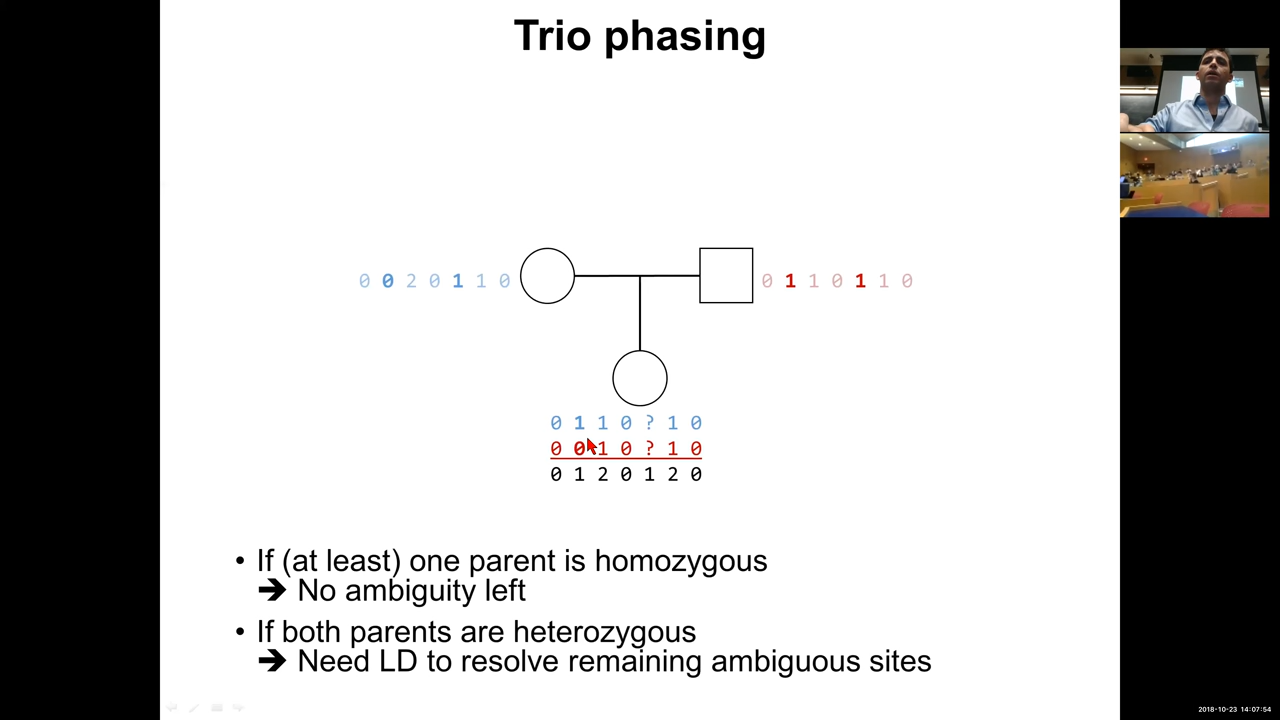 Trio phasing
0 0 2 0 1 1 0
0 1 1 0 1 1 0
0 1 1 0 ? 1 0
0 0 1 0 ? 1 0
0 1 2 0 1 2 0
• If (at least) one parent is homozygous
➔ No ambiguity left
• If both parents are heterozygous
➔ Need LD to resolve remaining ambiguous sites
2018-10-23 14:07:54